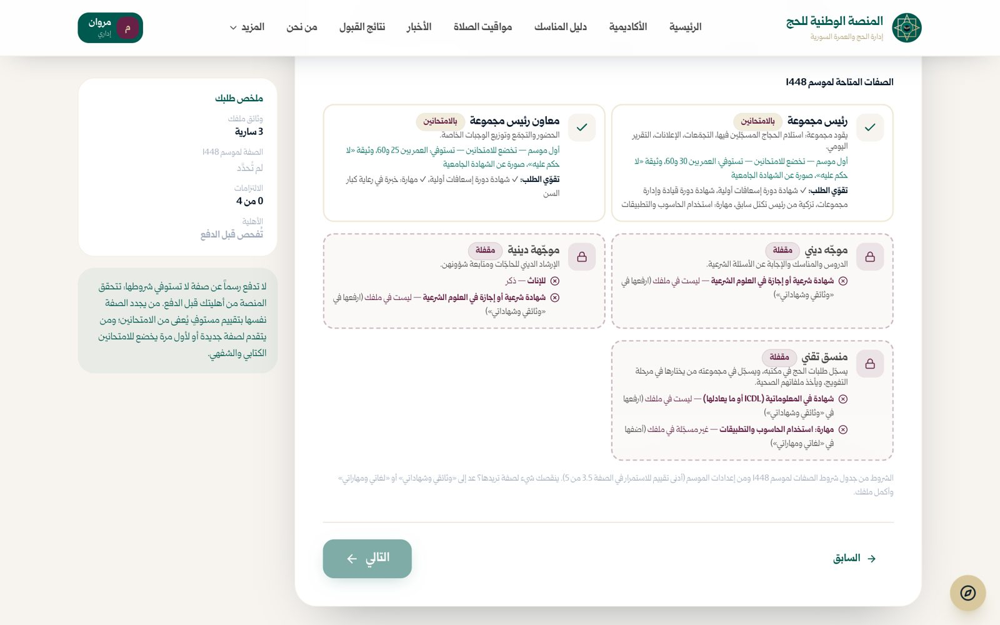 المنصة الوطنية للحج
إدارة الحج والعمرة السورية
الرئيسية
الأكاديمية
دليل المناسك
مواقيت الصلاة
الأخبار
نتائج القبول
من نحن
المزيد
مروان
إداري
م
الصفات المتاحة لموسم 1448
رئيس مجموعة
بالامتحانين
يقود مجموعة: استلام الحجاج المسجّلين فيها، التجمّعات، الإعلانات، التقرير
اليومي.
أول موسم — تخضع للامتحانين — تستوفي: العمر بين 30 و60، وثيقة «لا
حكم عليه»، صورة عن الشهادة الجامعية
تقوّي الطلب: ✓ شهادة دورة إسعافات أولية، شهادة دورة قيادة وإدارة
مجموعات، تزكية من رئيس تكتل سابق، مهارة: استخدام الحاسوب والتطبيقات
معاون رئيس مجموعة
بالامتحانين
الحضور والتجمّع وتوزيع الوجبات الخاصة.
أول موسم — تخضع للامتحانين — تستوفي: العمر بين 25 و60، وثيقة «لا
حكم عليه»، صورة عن الشهادة الجامعية
تقوّي الطلب: ✓ شهادة دورة إسعافات أولية، ✓ مهارة: خبرة في رعاية كبار
السن
موجّه ديني
مقفلة
الدروس والمناسك والإجابة عن الأسئلة الشرعية.
شهادة شرعية أو إجازة في العلوم الشرعية — ليست في ملفك (ارفعها في
«وثائقي وشهاداتي»)
موجّهة دينية
مقفلة
الإرشاد الديني للحاجّات ومتابعة شؤونهن.
للإناث — ذكر
شهادة شرعية أو إجازة في العلوم الشرعية — ليست في ملفك (ارفعها في
«وثائقي وشهاداتي»)
منسق تقني
مقفلة
يسجّل طلبات الحج في مكتبه، ويسجّل في مجموعته من يختارها في مرحلة
التفويج، ويأخذ ملفاتهم الصحية.
شهادة في المعلوماتية (ICDL أو ما يعادلها) — ليست في ملفك (ارفعها
في «وثائقي وشهاداتي»)
مهارة: استخدام الحاسوب والتطبيقات — غير مسجّلة في ملفك (أضفها
في «لغاتي ومهاراتي»)
الشروط من جدول شروط الصفات لموسم 1448 ومن إعدادات الموسم (أدنى تقييم للاستمرار في الصفة 3.5 من 5). ينقصك شيء لصفة تريدها؟ عد إلى «وثائقي وشهاداتي» أو «لغاتي ومهاراتي»
وأكمل ملفك.
السابق
التالي
ملخص طلبك
وثائق ملفك
3 سارية
الصفة لموسم 1448
لم تُحدَّد
الالتزامات
0 من 4
الأهلية
تُفحص قبل الدفع
لا تدفع رسماً عن صفة لا تستوفي شروطها: تتحقق
المنصة من أهليتك قبل الدفع. من يجدد الصفة
نفسها بتقييم مستوفٍ يُعفى من الامتحانين؛ ومن
يتقدم لصفة جديدة أو لأول مرة يخضع للامتحانين
الكتابي والشفهي.